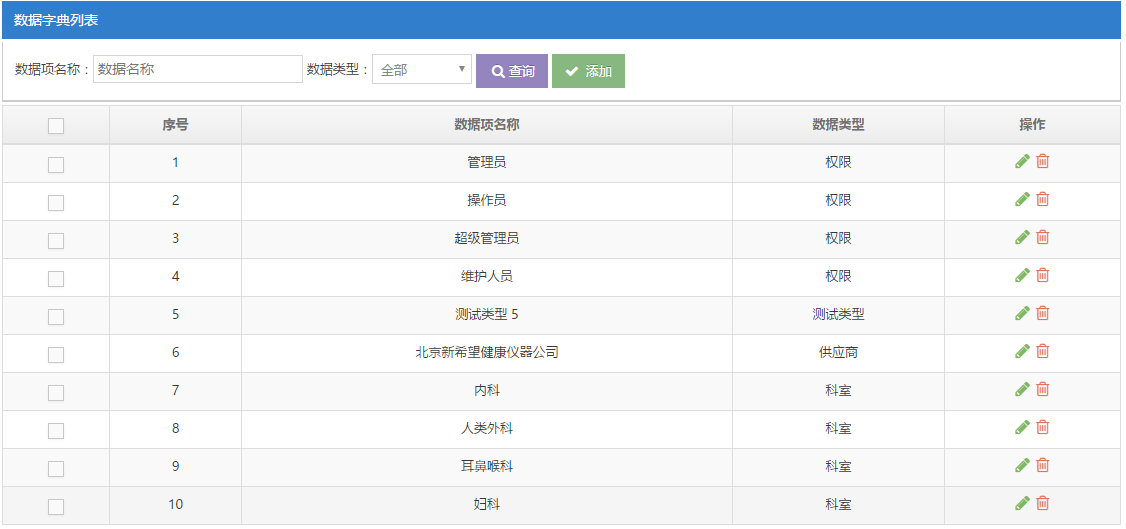 数据字典列表
数据项名称： 数据名称 数据类型： 全部 查询 添加
序号 数据项名称 数据类型 操作
1 管理员 权限
2 操作员 权限
3 超级管理员 权限
4 维护人员 权限
5 测试类型 5 测试类型
6 北京新希望健康仪器公司 供应商
7 内科 科室
8 人类外科 科室
9 耳鼻喉科 科室
10 妇科 科室